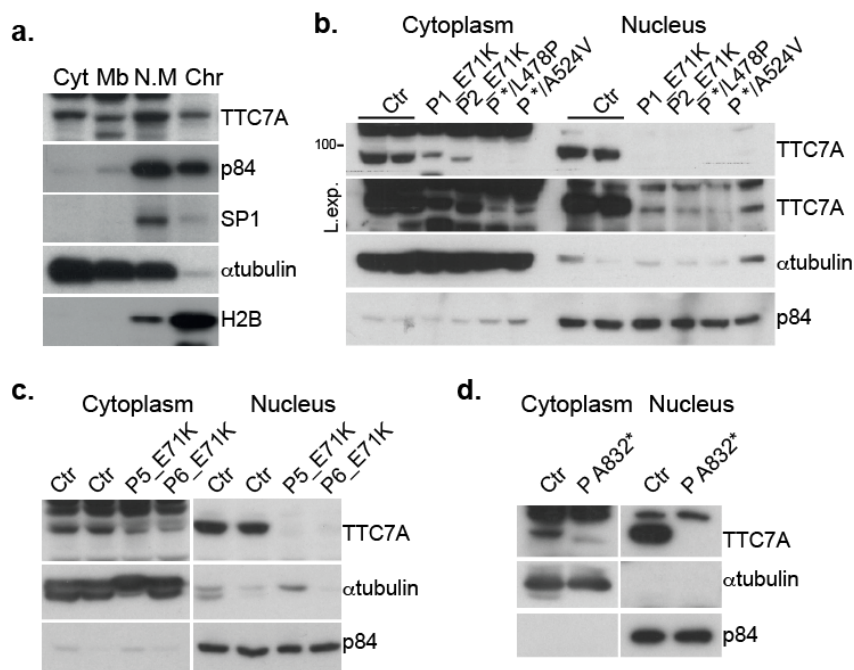 a.
Cyt Mb N.M Chr
TTC7A
p84
SP1
αtubulin
H2B
b.
Cytoplasm Nucleus
Ctr P1_E71K P2_E71K P*/L478P P*/A524V Ctr P1_E71K P2_E71K P*/L478P P*/A524V
100
TTC7A
L.exp.
TTC7A
αtubulin
p84
c.
Cytoplasm Nucleus
Ctr Ctr P5_E71K P6_E71K Ctr Ctr P5_E71K P6_E71K
TTC7A
αtubulin
p84
d.
Cytoplasm Nucleus
Ctr P A832* Ctr P A832*
TTC7A
αtubulin
p84